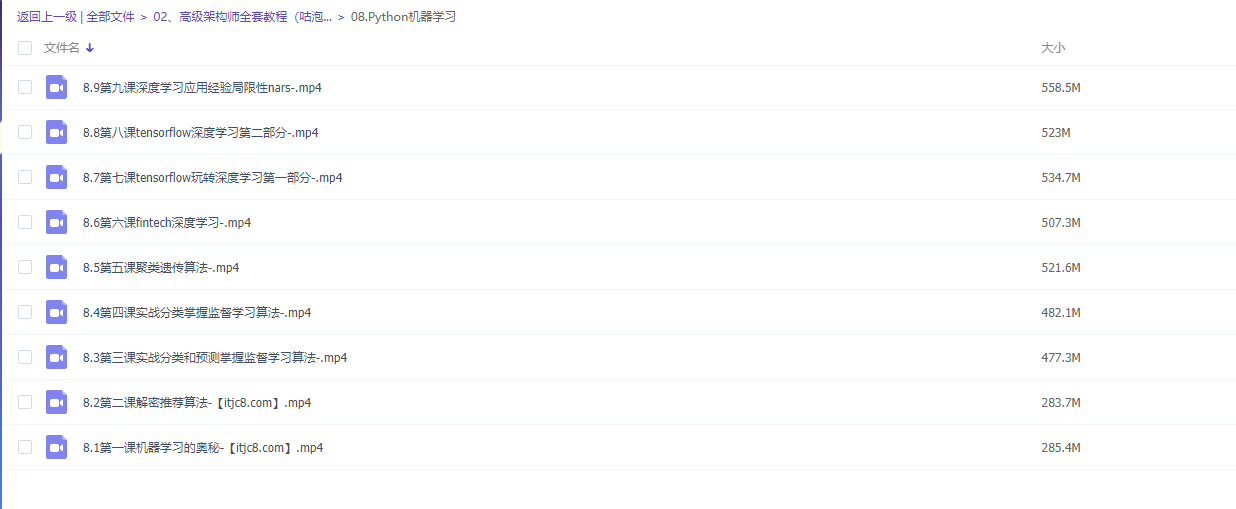 返回上一级 | 全部文件 > 02、高级架构师全套教程（咕泡... > 08.Python机器学习
文件名 大小
8.9第九课深度学习应用经验局限性nars-.mp4 558.5M
8.8第八课tensorflow深度学习第二部分-.mp4 523M
8.7第七课tensorflow玩转深度学习第一部分-.mp4 534.7M
8.6第六课fintech深度学习-.mp4 507.3M
8.5第五课聚类遗传算法-.mp4 521.6M
8.4第四课实战分类掌握监督学习算法-.mp4 482.1M
8.3第三课实战分类和预测掌握监督学习算法-.mp4 477.3M
8.2第二课解密推荐算法-【itjc8.com】.mp4 283.7M
8.1第一课机器学习的奥秘-【itjc8.com】.mp4 285.4M